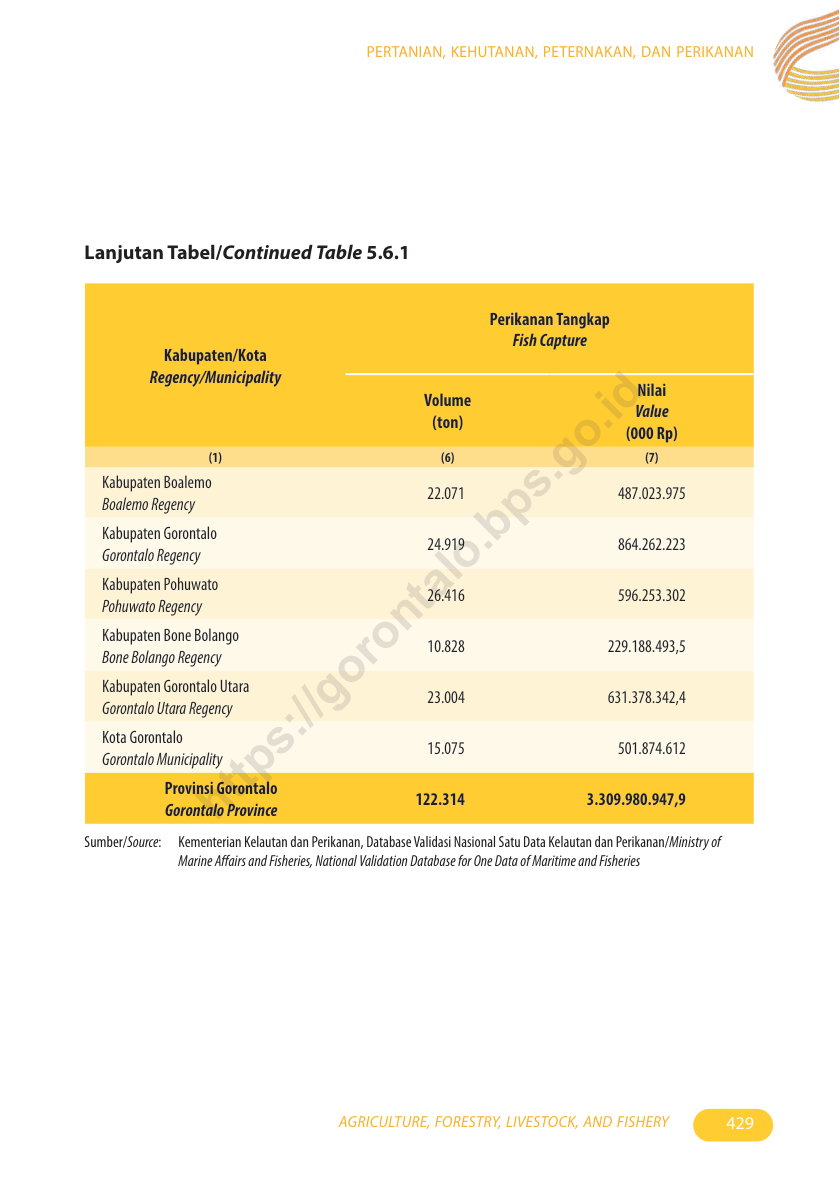 PERTANIAN, KEHUTANAN, PETERNAKAN, DAN PERIKANAN
Lanjutan Tabel/Continued Table 5.6.1
Kabupaten/Kota
Regency/Municipality
Perikanan Tangkap
Fish Capture
Volume
(ton)
Nilai
Value
(000 Rp)
(1) (6) (7)
Kabupaten Boalemo
Boalemo Regency
22.071 487.023.975
Kabupaten Gorontalo
Gorontalo Regency
24.919 864.262.223
Kabupaten Pohuwato
Pohuwato Regency
26.416 596.253.302
Kabupaten Bone Bolango
Bone Bolango Regency
10.828 229.188.493,5
Kabupaten Gorontalo Utara
Gorontalo Utara Regency
23.004 631.378.342,4
Kota Gorontalo
Gorontalo Municipality
15.075 501.874.612
Provinsi Gorontalo
Gorontalo Province
122.314 3.309.980.947,9
Sumber/Source: Kementerian Kelautan dan Perikanan, Database Validasi Nasional Satu Data Kelautan dan Perikanan/Ministry of
Marine Affairs and Fisheries, National Validation Database for One Data of Maritime and Fisheries
https://gorontalo.bps.go.id
AGRICULTURE, FORESTRY, LIVESTOCK, AND FISHERY 429